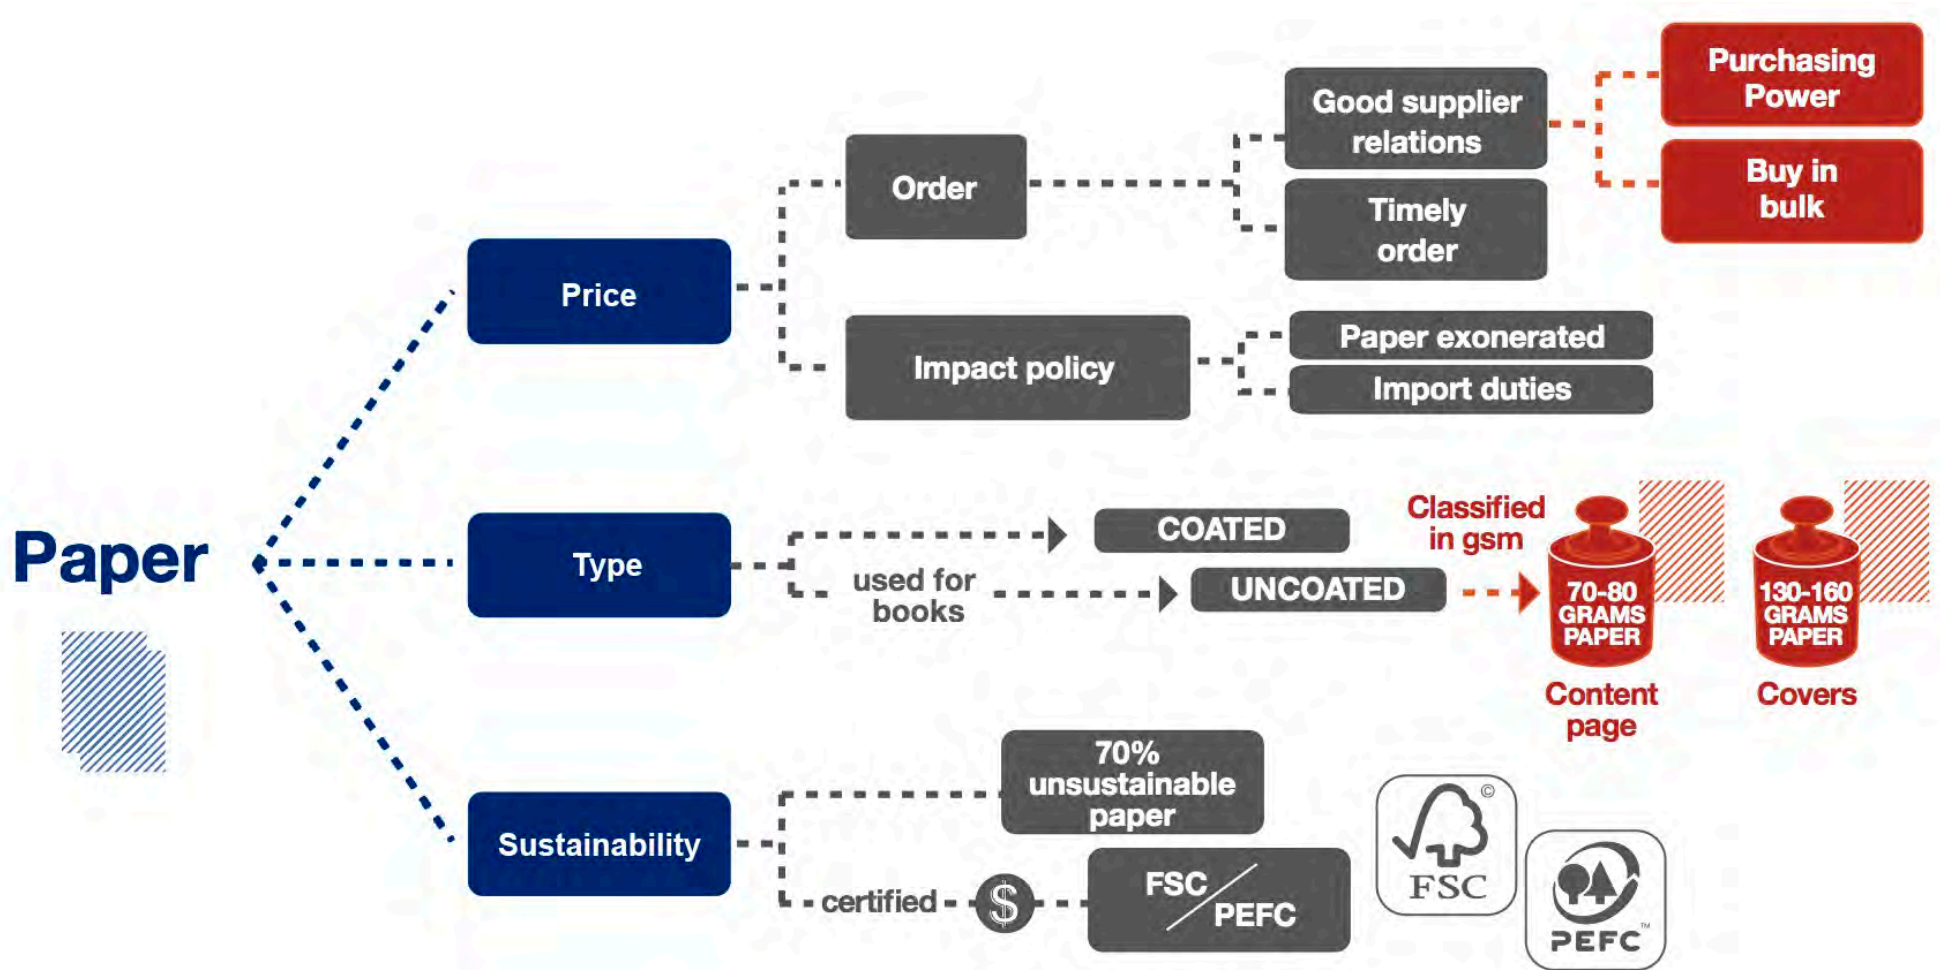 Paper
Price
Order
Good supplier
relations
Purchasing
Power
Buy in
bulk
Timely
order
Impact policy
Paper exonerated
Import duties
Type
COATED
used for
books
UNCOATED
Classified
in gsm
70-80
GRAMS
PAPER
Content
page
130-160
GRAMS
PAPER
Covers
Sustainability
70%
unsustainable
paper
certified
$
FSC/
PEFC
©
FSC
PEFC™